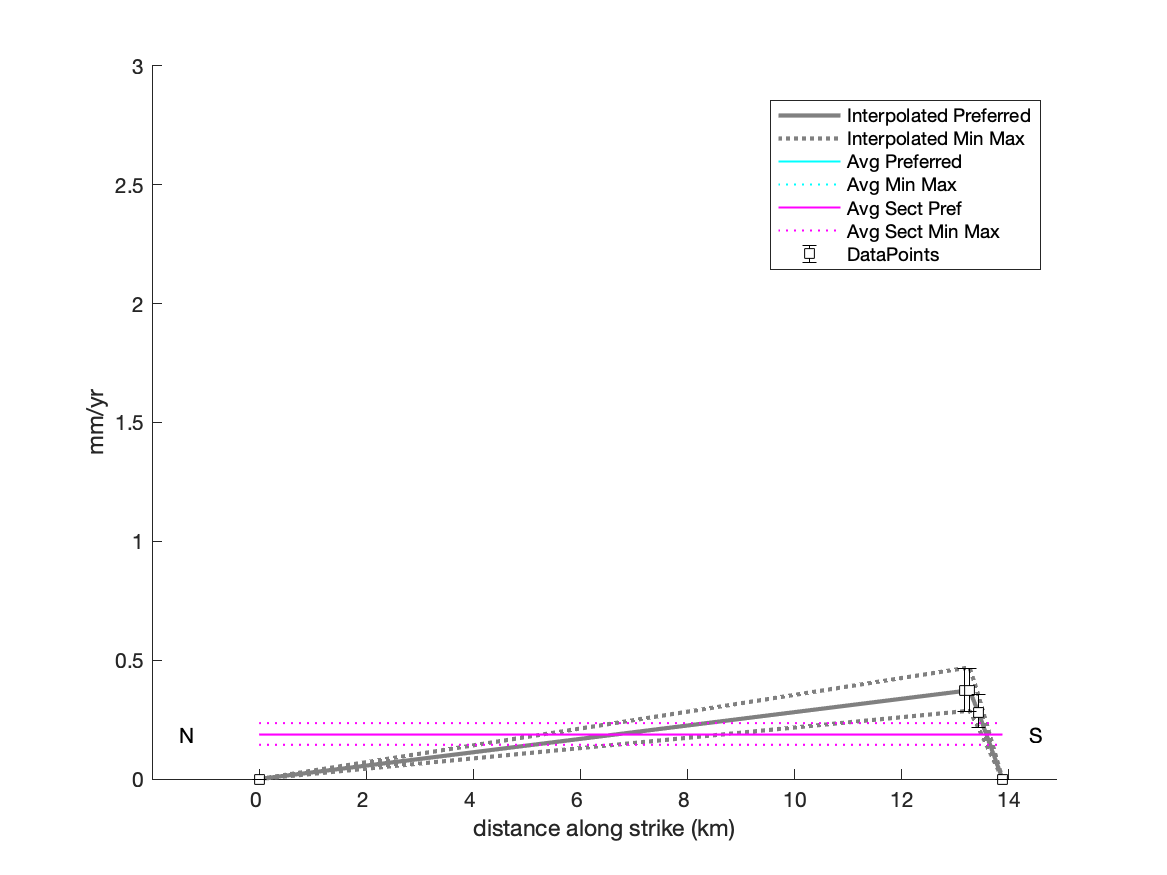 3
2.5
2
1.5
1
0.5
0
mm/yr
Interpolated Preferred
Interpolated Min Max
Avg Preferred
Avg Min Max
Avg Sect Pref
Avg Sect Min Max
DataPoints
N
S
0 2 4 6 8 10 12 14
distance along strike (km)